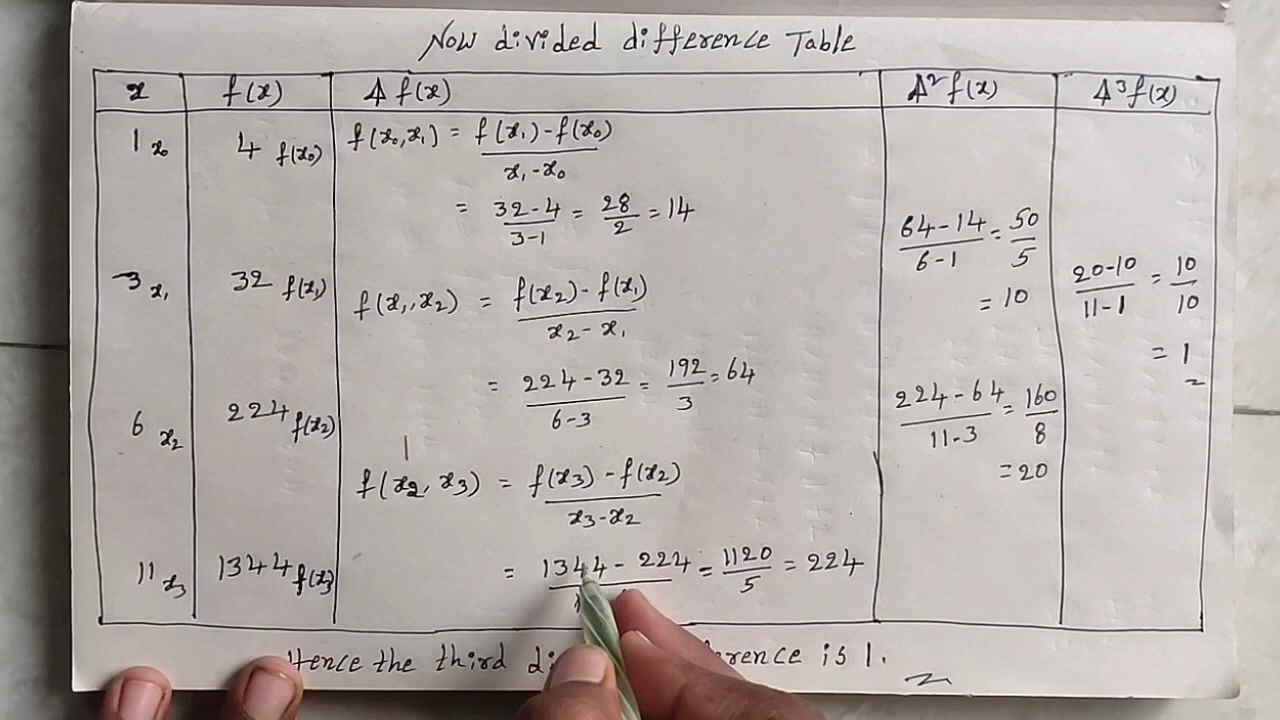 Now divided difference Table
x f(x) Δ f(x) Δ² f(x) Δ³ f(x)
1 x₀ 4 f(x₀) f(x₀,x₁) = f(x₁)-f(x₀)
x₁-x₀
= 32-4 = 28 = 14
3-1 2
64-14 = 50
6-1 5
= 10
20-10 = 10
11-1 10
= 1
3 x₁ 32 f(x₁) f(x₁,x₂) = f(x₂)-f(x₁)
x₂-x₁
= 224-32 = 192 = 64
6-3 3
6 x₂ 224 f(x₂)
224-64 = 160
11-3 8
= 20
f(x₂, x₃) = f(x₃)-f(x₂)
x₃-x₂
11 x₃ 1344 f(x₃) = 1344-224 = 1120 = 224
5
Hence the third is 1.